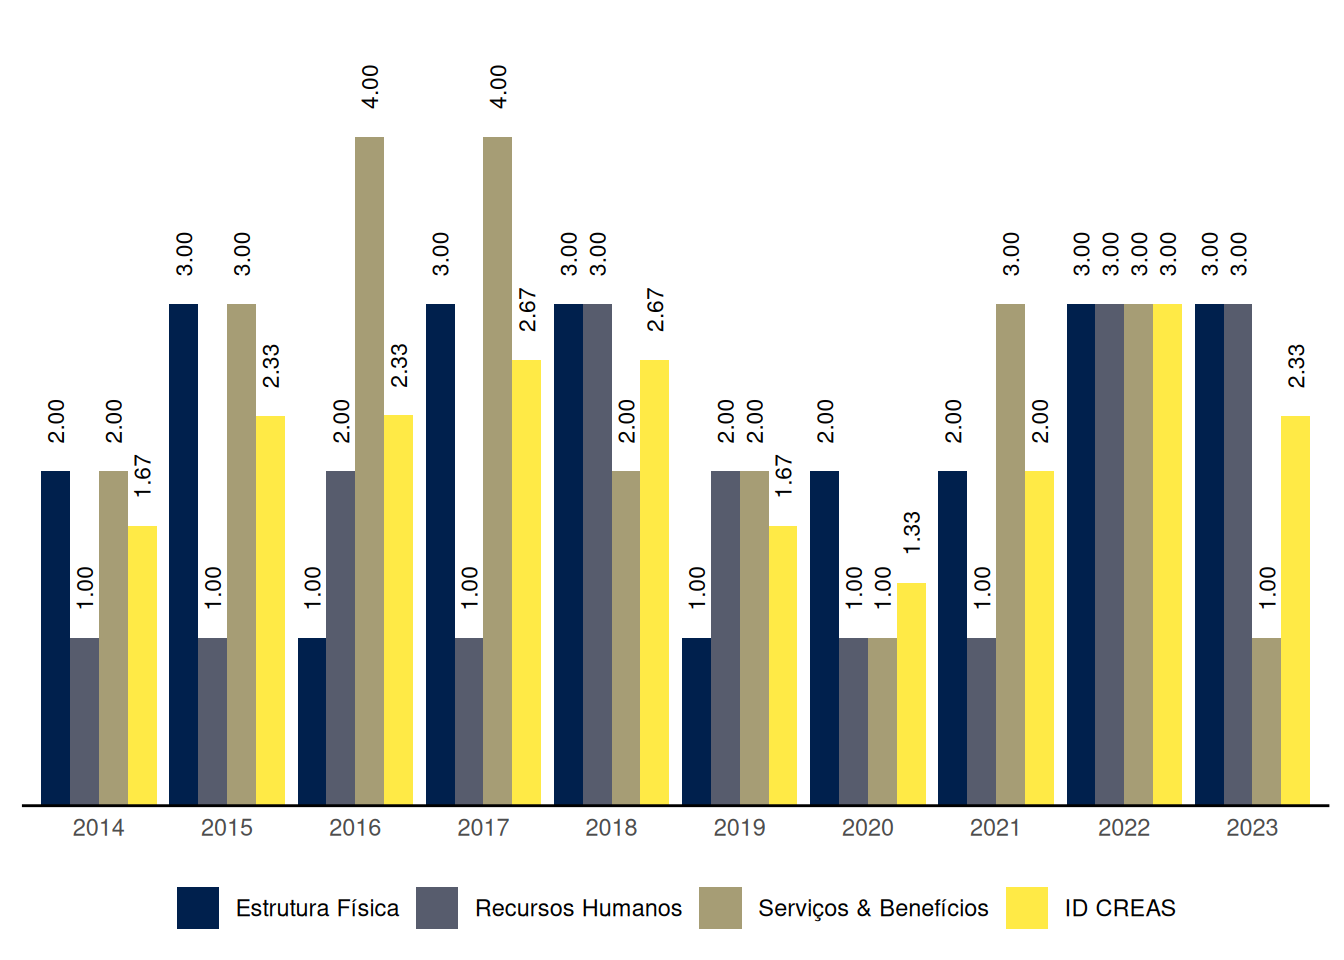 4.00 4.00
3.00 3.00 3.00 3.00 3.00 3.00 3.00 3.00 3.00 3.00 3.00 3.00
2.67 2.67
2.33 2.33 2.33
2.00 2.00 2.00 2.00 2.00 2.00 2.00 2.00 2.00
1.67 1.67
1.33
1.00 1.00 1.00 1.00 1.00 1.00 1.00 1.00 1.00
2014 2015 2016 2017 2018 2019 2020 2021 2022 2023
Estrutura Física Recursos Humanos Serviços & Benefícios ID CREAS